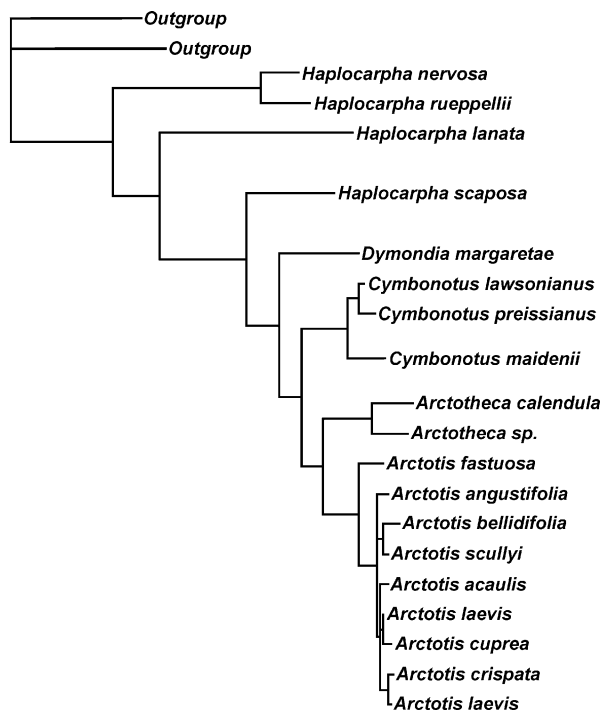 Outgroup
Outgroup
Haplocarpha nervosa
Haplocarpha rueppellii
Haplocarpha lanata
Haplocarpha scaposa
Dymondia margaretae
Cymbonotus lawsonianus
Cymbonotus preissianus
Cymbonotus maidenii
Arctotheca calendula
Arctotheca sp.
Arctotis fastuosa
Arctotis angustifolia
Arctotis bellidifolia
Arctotis scullyi
Arctotis acaulis
Arctotis laevis
Arctotis cuprea
Arctotis crispata
Arctotis laevis